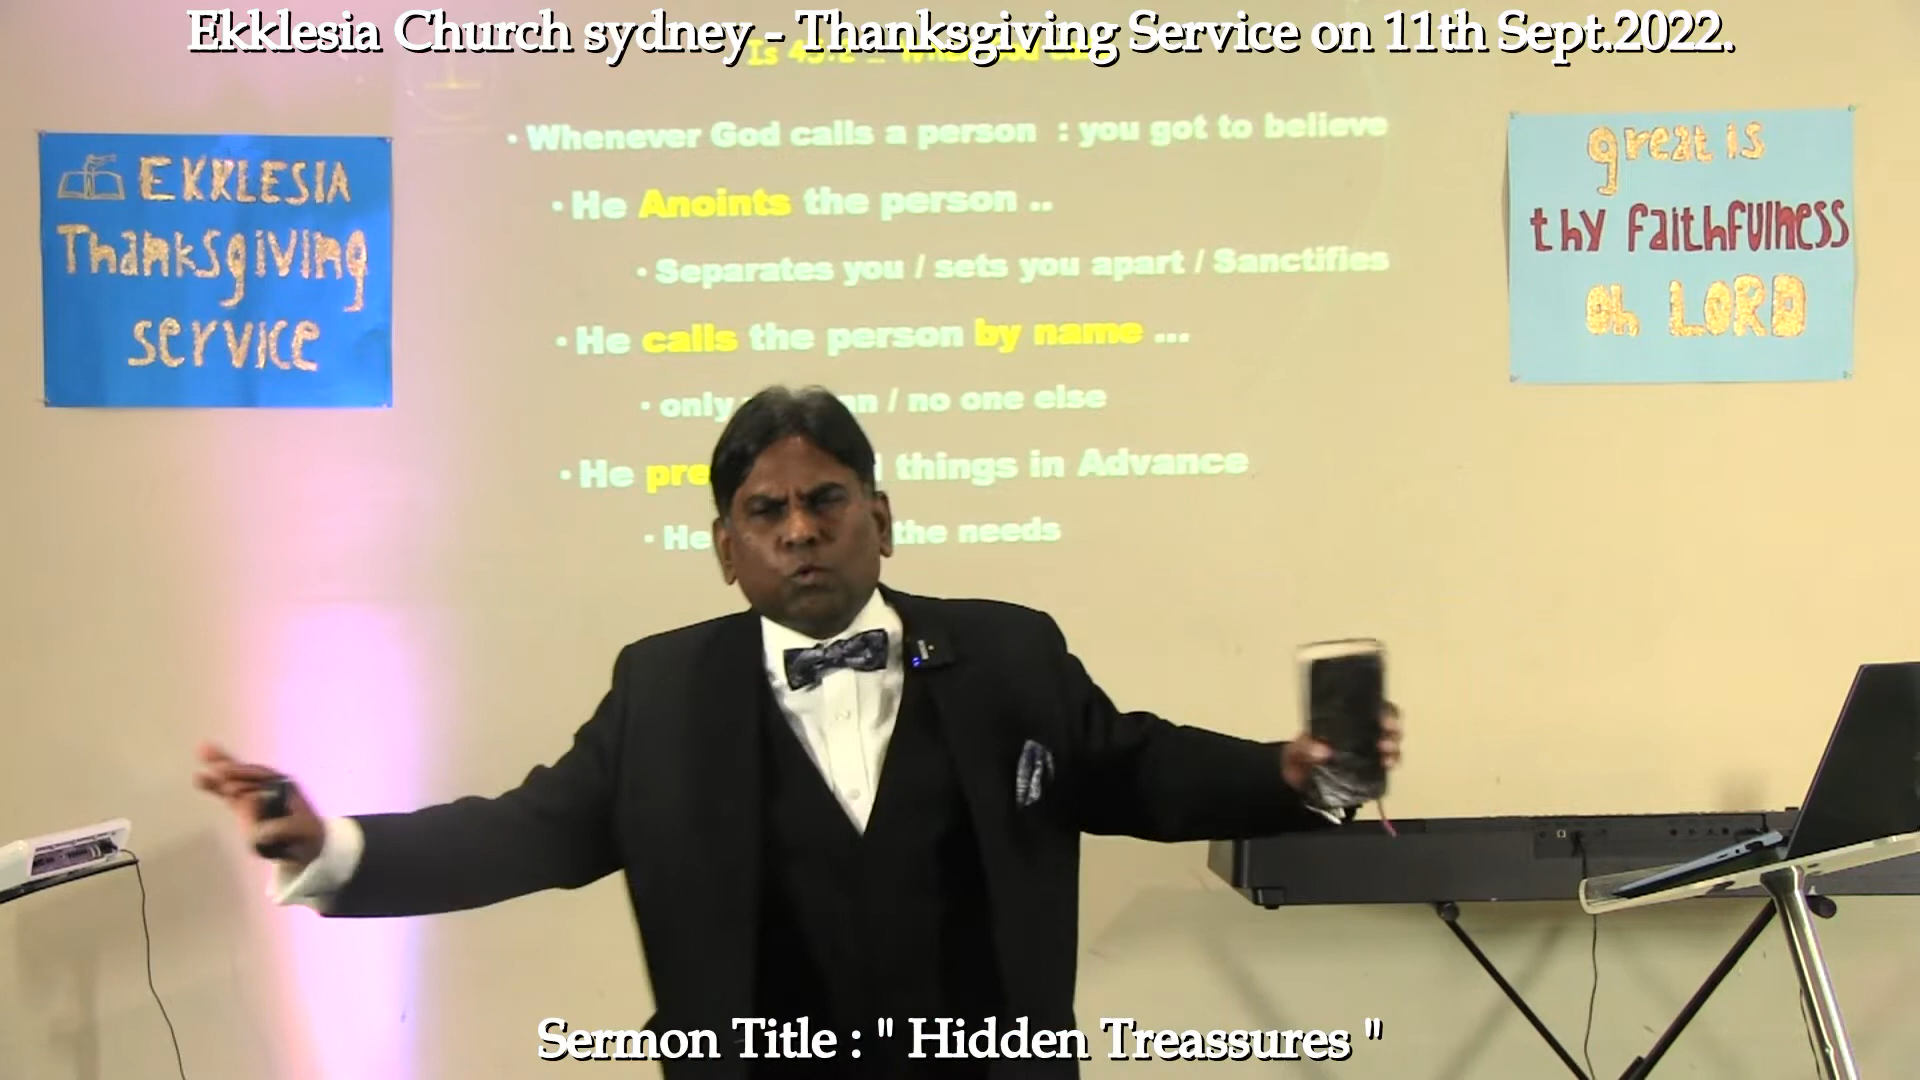 Ekklesia Church sydney - Thanksgiving Service on 11th Sept.2022.
• Whenever God calls a person : you got to believe
• He Anoints the person ..
• Separates you / sets you apart / Sanctifies
• He calls the person by name ...
• only / no one else
• He things in Advance
• He the needs
EKKLESIA
Thanksgiving
service
great is
thy faithfulness
Oh LORD
Sermon Title : " Hidden Treassures "